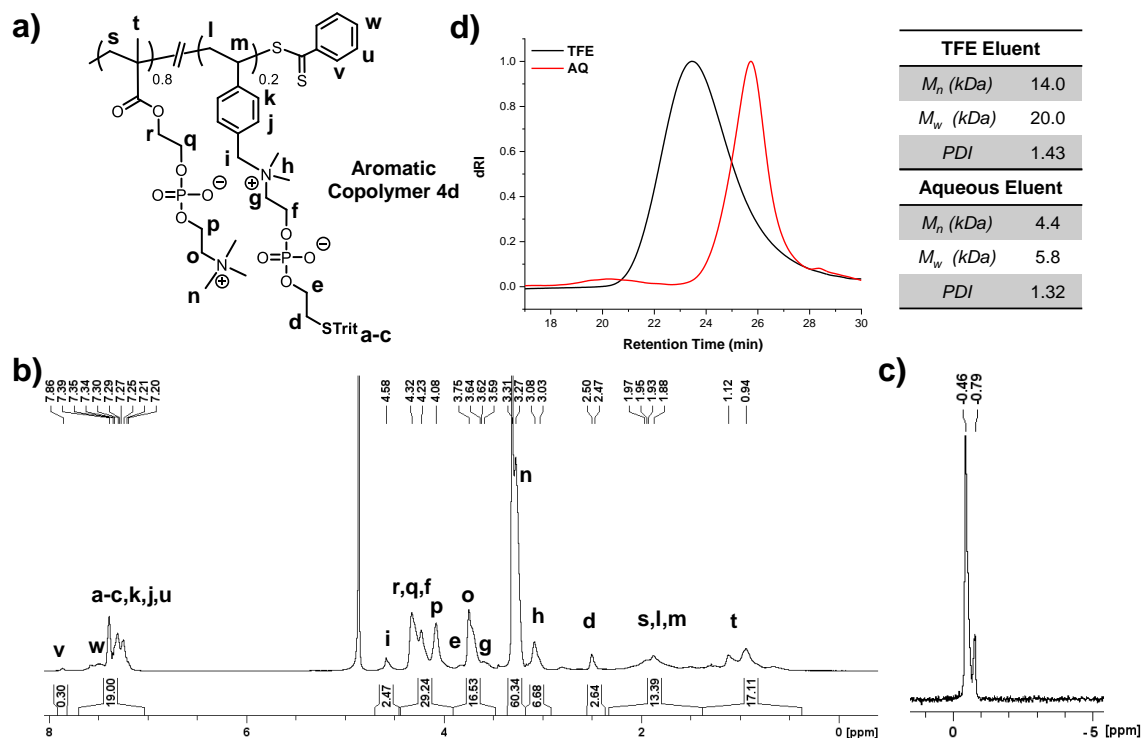 a)
s
t
l
m
0.8
0.2
S
S
w
u
v
k
j
O
O
r
q
O
O=P-O
⊖
O
p
o
N
⊕
n
i
N
⊕
h
g
f
O
O=P-O
⊖
O
e
d
STrit a-c
Aromatic
Copolymer 4d
d)
TFE
AQ
dRI
1.0
0.8
0.6
0.4
0.2
0.0
18 20 22 24 26 28 30
Retention Time (min)
TFE Eluent
Mn (kDa) 14.0
Mw (kDa) 20.0
PDI 1.43
Aqueous Eluent
Mn (kDa) 4.4
Mw (kDa) 5.8
PDI 1.32
b)
7.86
7.39
7.35
7.34
7.30
7.29
7.27
7.25
7.21
7.20
4.58
4.32
4.23
4.08
3.75
3.64
3.62
3.59
3.31
3.27
3.08
3.03
2.50
2.47
1.97
1.95
1.93
1.88
1.12
0.94
v
w
a-c,k,j,u
i
r,q,f
p
e
o
g
n
h
d
s,l,m
t
0.30
19.00
2.47
29.24
16.53
60.34
6.68
2.64
13.39
17.11
8 6 4 2 0 [ppm]
c)
-0.46
-0.79
0 -5 [ppm]